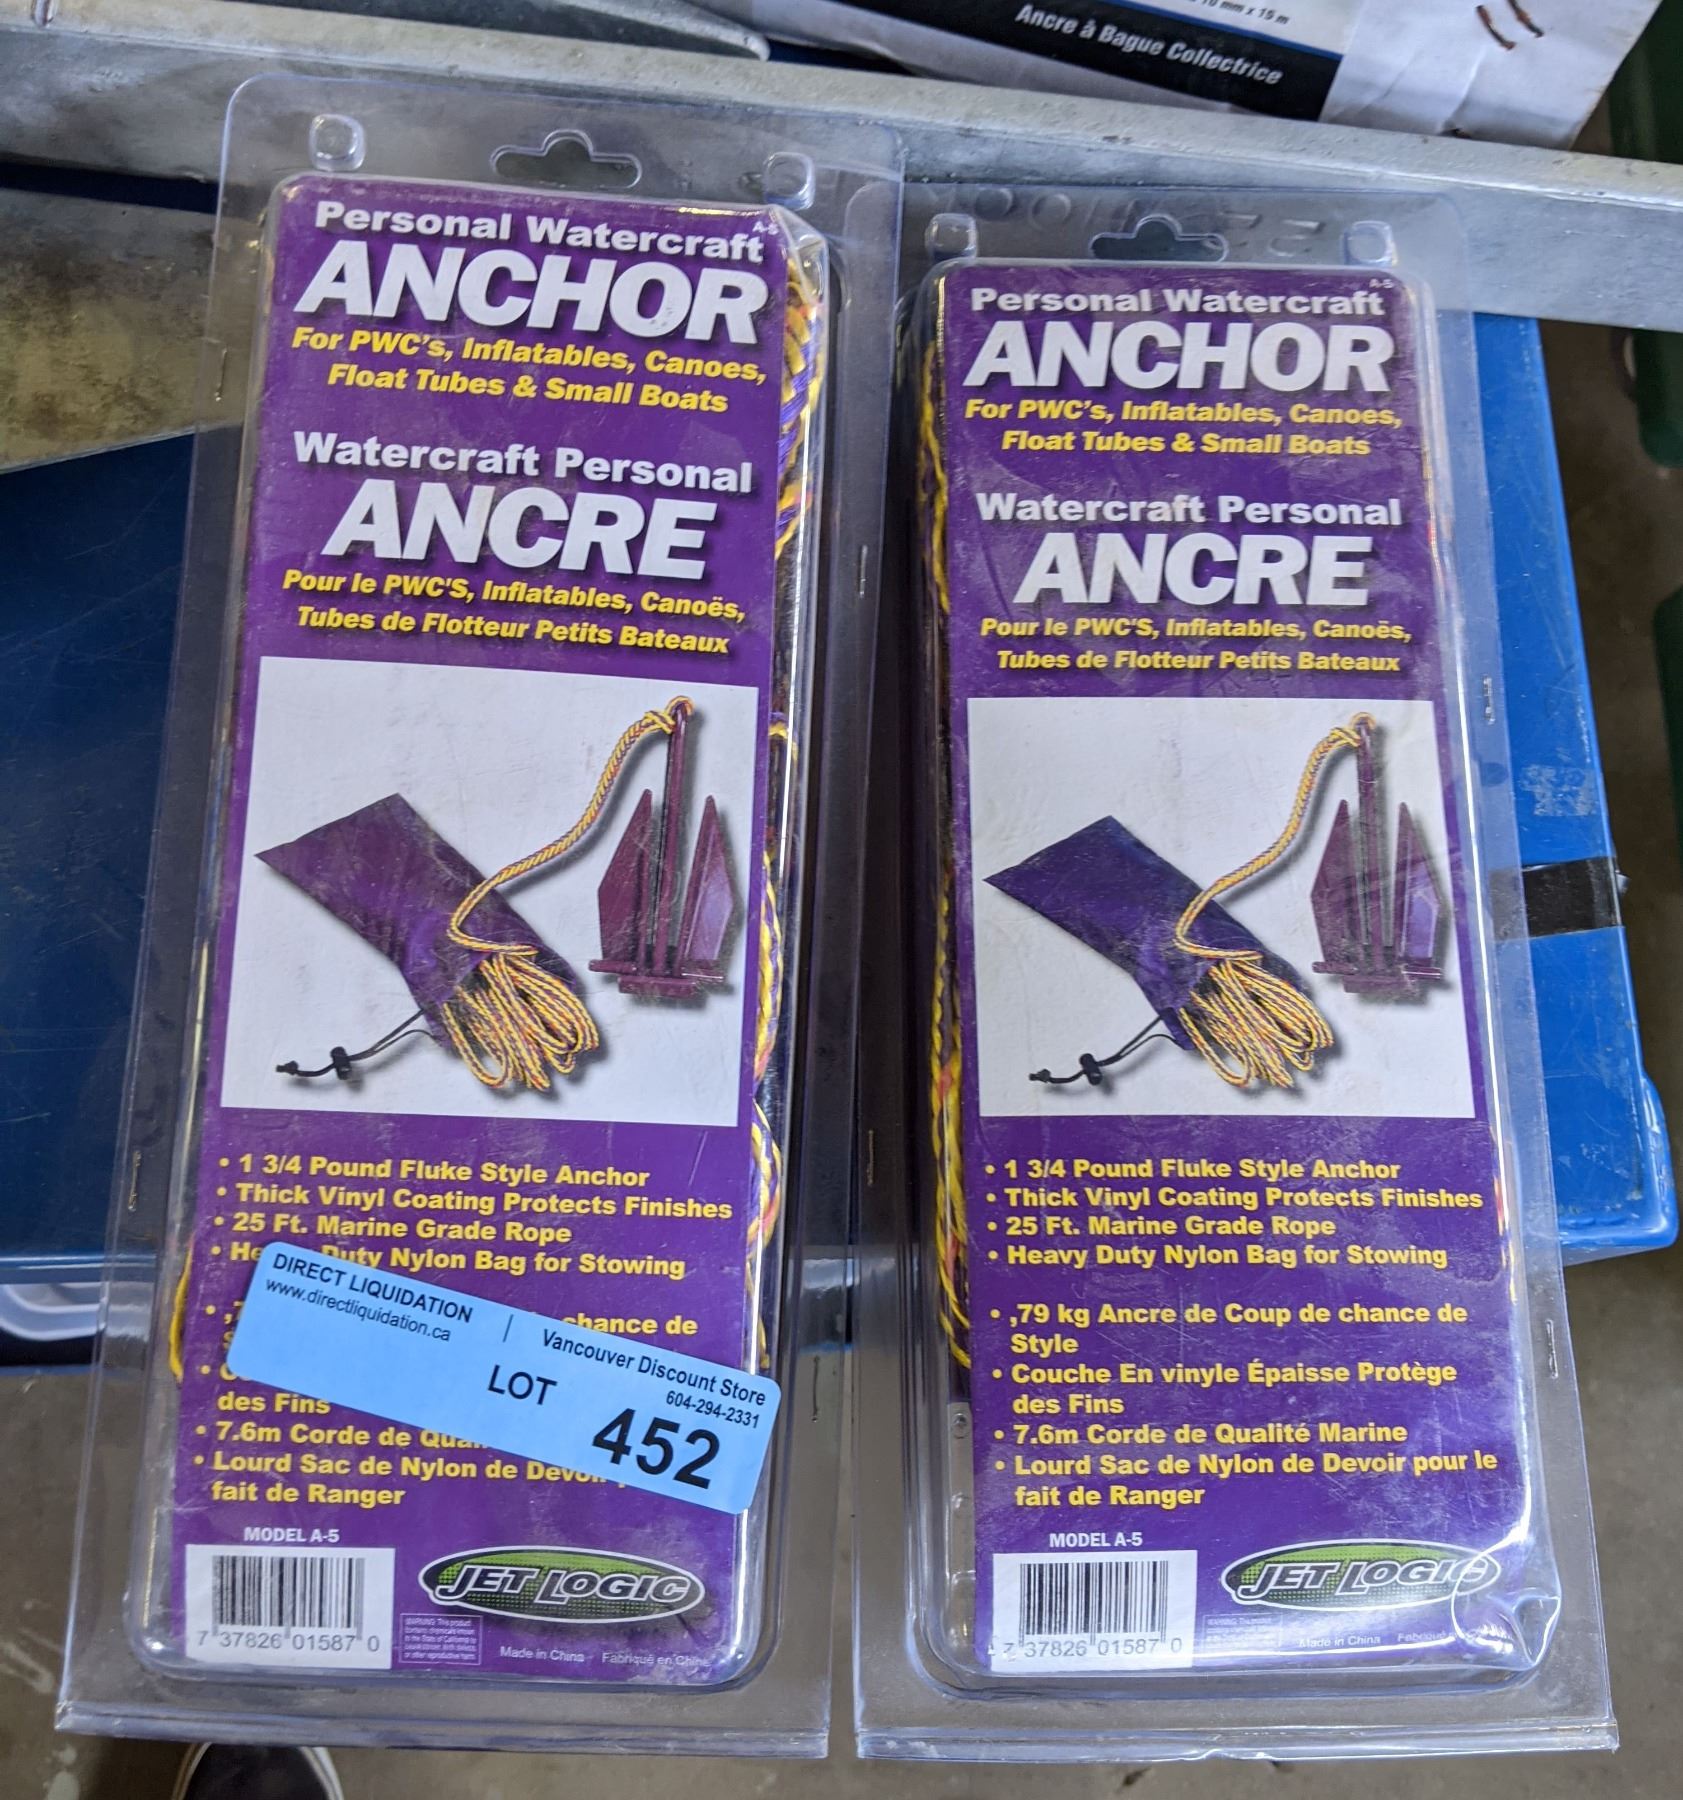 10 mm x 15 m
Ancre à Bague Collectrice
A-5
Personal Watercraft
ANCHOR
For PWC's, Inflatables, Canoes,
Float Tubes & Small Boats
Watercraft Personal
ANCRE
Pour le PWC'S, Inflatables, Canoës,
Tubes de Flotteur Petits Bateaux
• 1 3/4 Pound Fluke Style Anchor
• Thick Vinyl Coating Protects Finishes
• 25 Ft. Marine Grade Rope
• Duty Nylon Bag for Stowing
chance de
des Fins
• 7.6m Corde de
• Lourd Sac de Nylon de
fait de Ranger
DIRECT LIQUIDATION
www.directliquidation.ca
Vancouver Discount Store
604-294-2331
LOT 452
MODEL A-5
7 37826 01587 0
JET LOGIC
Made in China Fabriqué en Chine
A-5
Personal Watercraft
ANCHOR
For PWC's, Inflatables, Canoes,
Float Tubes & Small Boats
Watercraft Personal
ANCRE
Pour le PWC'S, Inflatables, Canoës,
Tubes de Flotteur Petits Bateaux
• 1 3/4 Pound Fluke Style Anchor
• Thick Vinyl Coating Protects Finishes
• 25 Ft. Marine Grade Rope
• Heavy Duty Nylon Bag for Stowing
• ,79 kg Ancre de Coup de chance de
Style
• Couche En vinyle Épaisse Protège
des Fins
• 7.6m Corde de Qualité Marine
• Lourd Sac de Nylon de Devoir pour le
fait de Ranger
MODEL A-5
7 37826 01587 0
JET LOGIC
Made in China Fabriqué